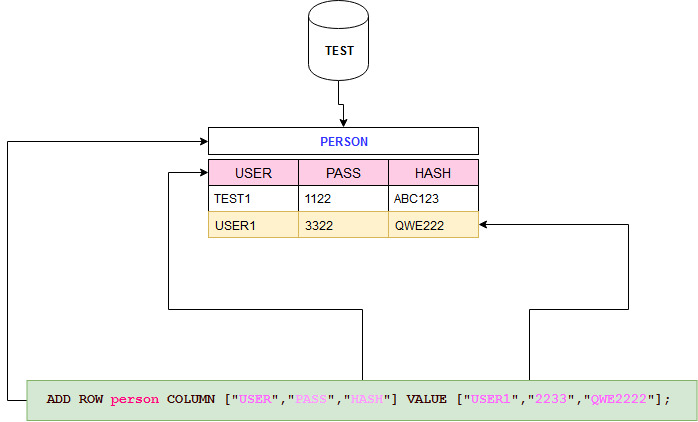 TEST
PERSON
USER PASS HASH
TEST1 1122 ABC123
USER1 3322 QWE222
ADD ROW person COLUMN ["USER","PASS","HASH"] VALUE ["USER1","2233","QWE2222"];